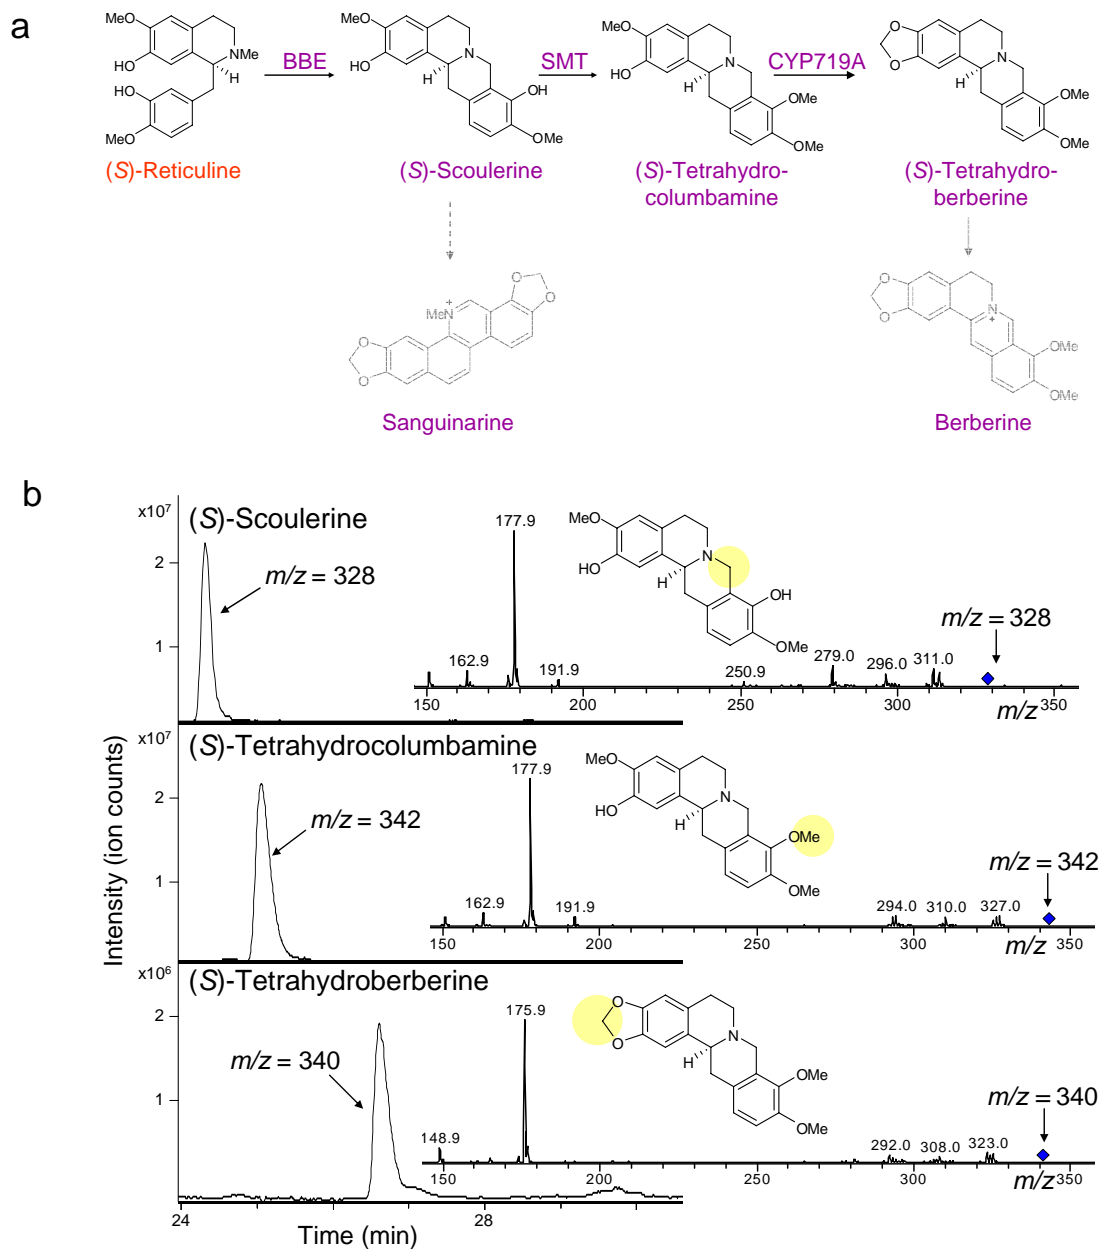 a
MeO
HO
NMe
H
HO
MeO
BBE
MeO
HO
N
H
OH
OMe
SMT
MeO
HO
N
H
OMe
OMe
CYP719A
O
O
N
H
OMe
OMe
(S)-Reticuline
(S)-Scoulerine
(S)-Tetrahydro-
columbamine
(S)-Tetrahydro-
berberine
O
O
MeN
+
O
O
Sanguinarine
O
O
N
+
OMe
OMe
Berberine
b
Intensity (ion counts)
x10⁷
2
1
(S)-Scoulerine
m/z = 328
177.9
162.9
191.9
250.9
279.0
296.0
311.0
m/z = 328
MeO
HO
N
H
OH
OMe
150
200
250
300
350
m/z
x10⁷
2
1
(S)-Tetrahydrocolumbamine
m/z = 342
177.9
162.9
191.9
294.0
310.0
327.0
m/z = 342
MeO
HO
N
H
OMe
OMe
150
200
250
300
350
m/z
x10⁶
2
1
(S)-Tetrahydroberberine
m/z = 340
175.9
148.9
292.0
308.0
323.0
m/z = 340
O
O
N
H
OMe
OMe
150
200
250
300
350
m/z
24
28
Time (min)